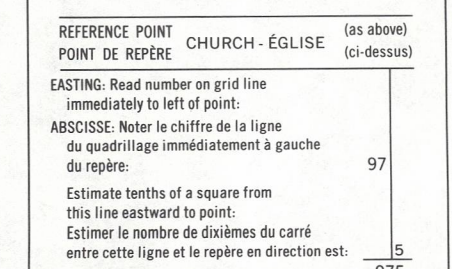 REFERENCE POINT
POINT DE REPÈRE
CHURCH - ÉGLISE
(as above)
(ci-dessus)
EASTING: Read number on grid line
immediately to left of point:
ABSCISSE: Noter le chiffre de la ligne
du quadrillage immédiatement à gauche
du repère: 97
Estimate tenths of a square from
this line eastward to point:
Estimer le nombre de dixièmes du carré
entre cette ligne et le repère en direction est: 5
975